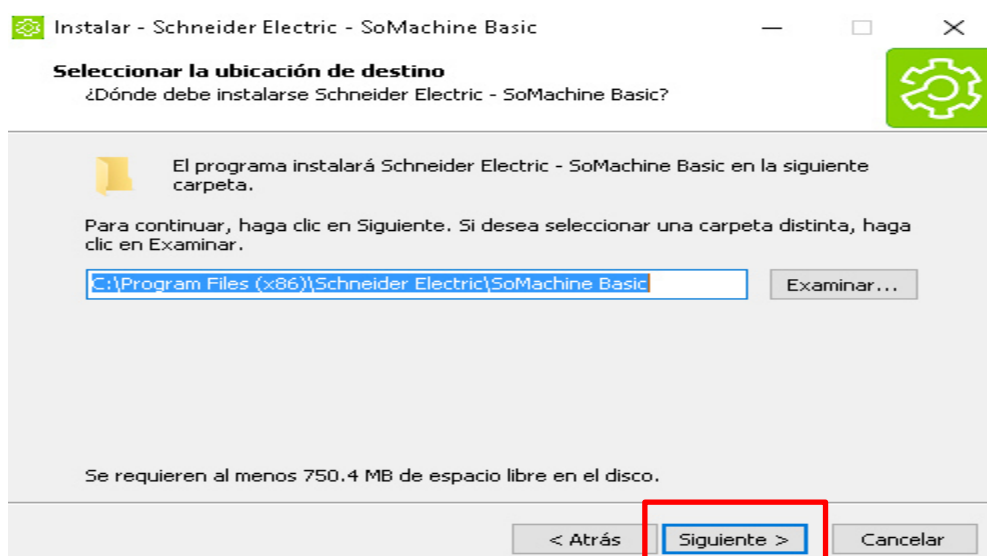 Instalar - Schneider Electric - SoMachine Basic
Seleccionar la ubicación de destino
¿Dónde debe instalarse Schneider Electric - SoMachine Basic?
El programa instalará Schneider Electric - SoMachine Basic en la siguiente
carpeta.
Para continuar, haga clic en Siguiente. Si desea seleccionar una carpeta distinta, haga
clic en Examinar.
C:\Program Files (x86)\Schneider Electric\SoMachine Basic
Examinar...
Se requieren al menos 750.4 MB de espacio libre en el disco.
< Atrás
Siguiente >
Cancelar